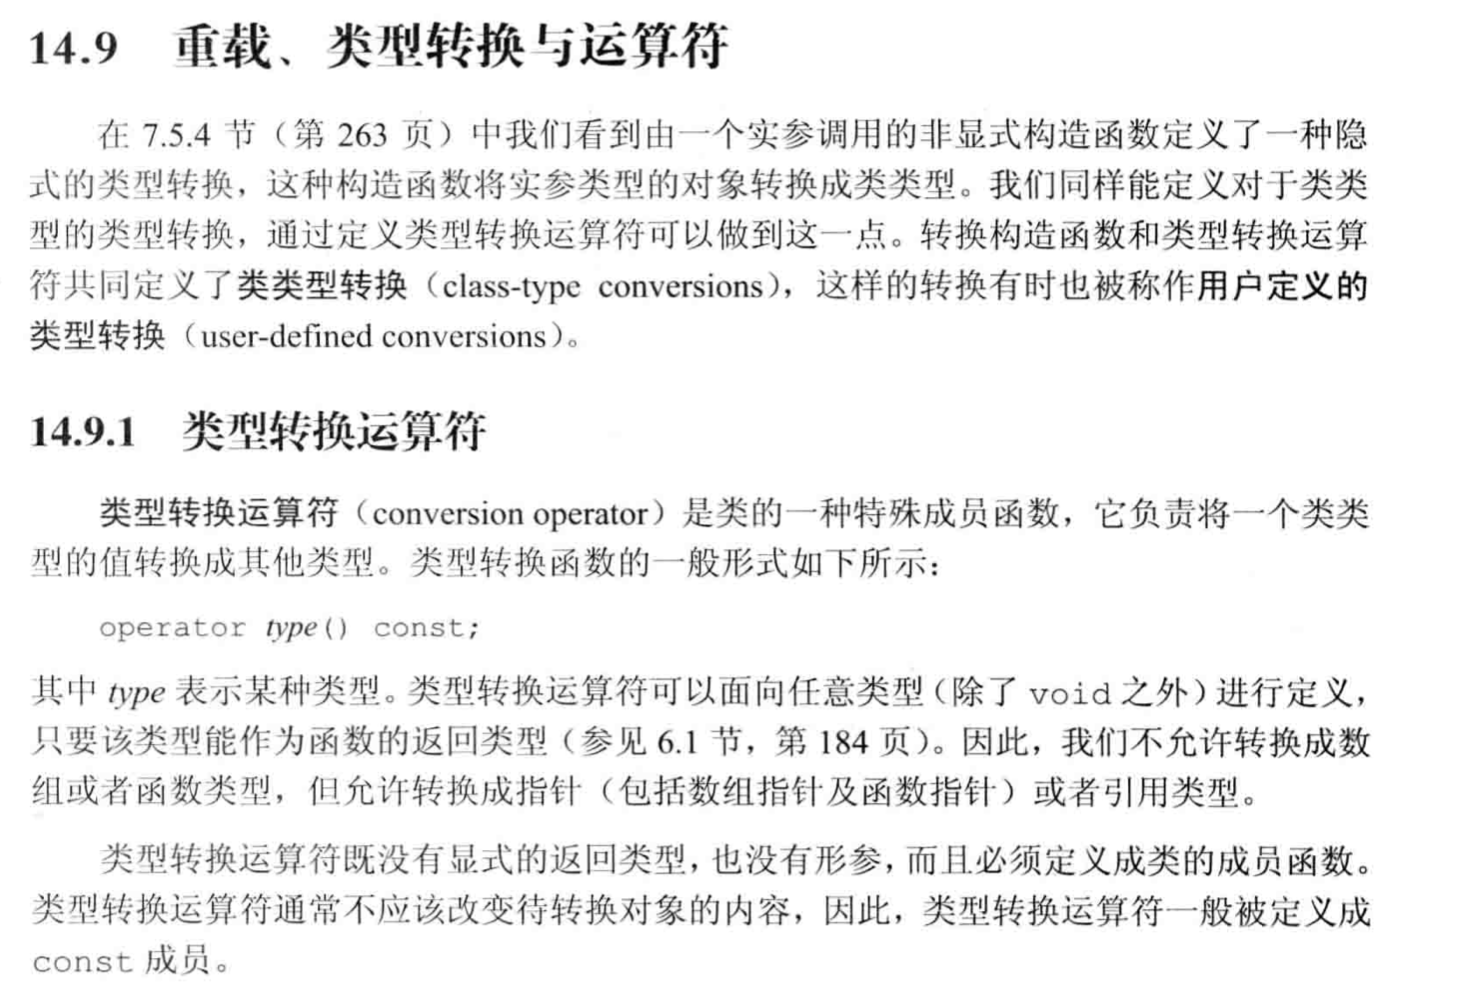 14.9 重载、类型转换与运算符
在 7.5.4 节（第 263 页）中我们看到由一个实参调用的非显式构造函数定义了一种隐
式的类型转换，这种构造函数将实参类型的对象转换成类类型。我们同样能定义对于类类
型的类型转换，通过定义类型转换运算符可以做到这一点。转换构造函数和类型转换运算
符共同定义了类类型转换（class-type conversions），这样的转换有时也被称作用户定义的
类型转换（user-defined conversions）。
14.9.1 类型转换运算符
类型转换运算符（conversion operator）是类的一种特殊成员函数，它负责将一个类类
型的值转换成其他类型。类型转换函数的一般形式如下所示：
operator type() const;
其中 type 表示某种类型。类型转换运算符可以面向任意类型（除了 void 之外）进行定义，
只要该类型能作为函数的返回类型（参见 6.1 节，第 184 页）。因此，我们不允许转换成数
组或者函数类型，但允许转换成指针（包括数组指针及函数指针）或者引用类型。
类型转换运算符既没有显式的返回类型，也没有形参，而且必须定义成类的成员函数。
类型转换运算符通常不应该改变待转换对象的内容，因此，类型转换运算符一般被定义成
const 成员。